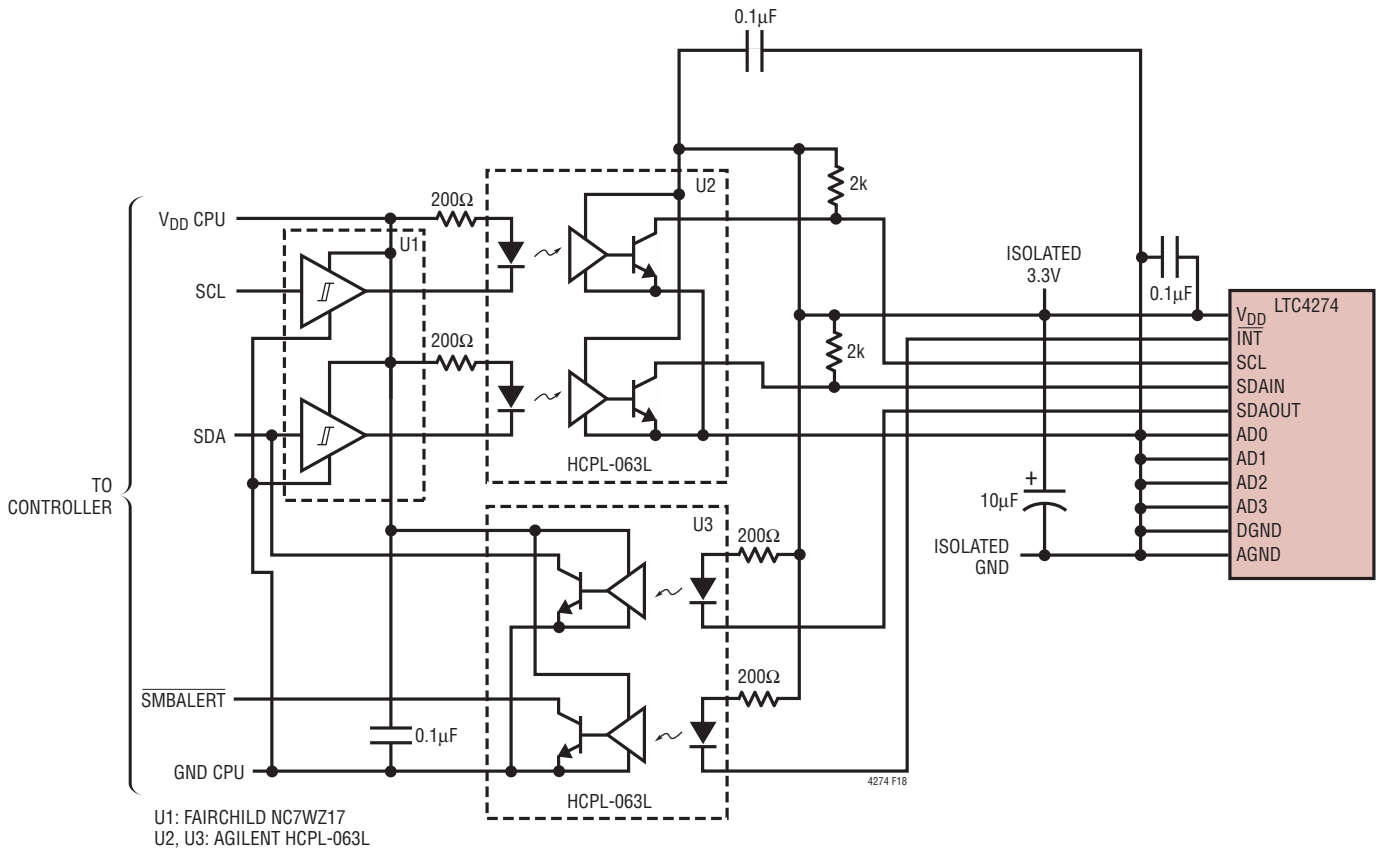 0.1µF
U2
2k
200Ω
V_DD CPU
U1
ISOLATED
3.3V
SCL
0.1µF
LTC4274
V_DD
INT
SCL
SDAIN
SDAOUT
AD0
AD1
AD2
AD3
DGND
AGND
200Ω
2k
SDA
HCPL-063L
TO
CONTROLLER
10µF
+
U3
200Ω
ISOLATED
GND
200Ω
SMBALERT
0.1µF
GND CPU
4274 F18
HCPL-063L
U1: FAIRCHILD NC7WZ17
U2, U3: AGILENT HCPL-063L